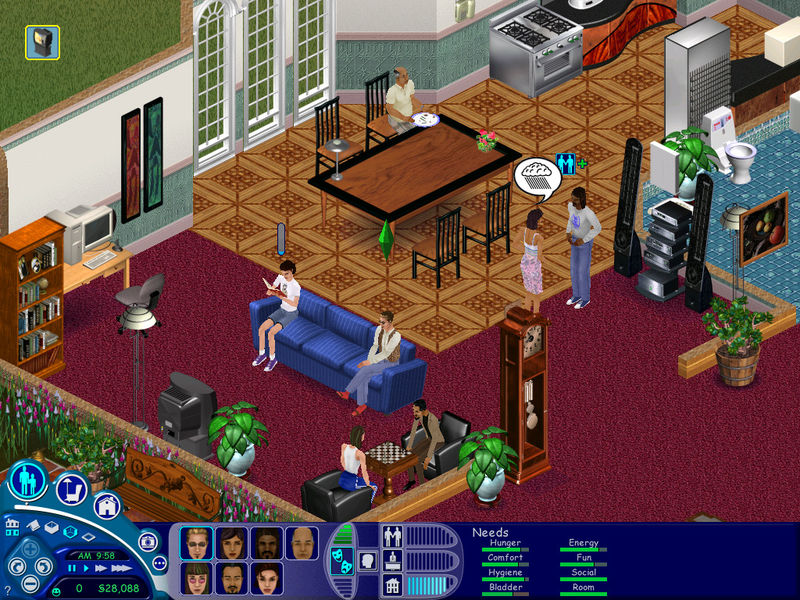 AM 9:58
0 $28,088
?
Needs
Hunger Energy
Comfort Fun
Hygiene Social
Bladder Room